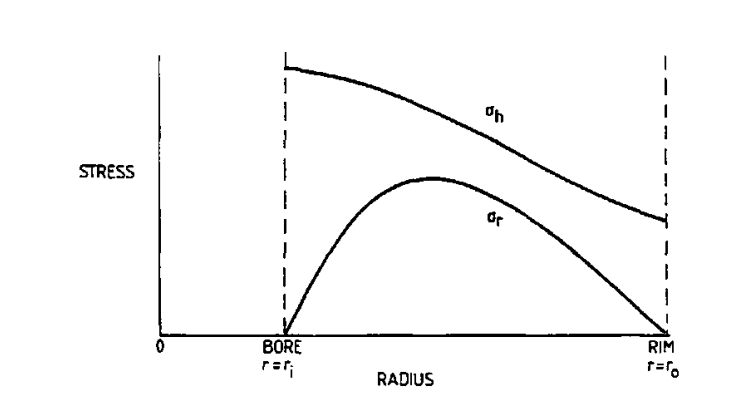 σh
STRESS
σr
0 BORE RIM
r=ri r=ro
RADIUS